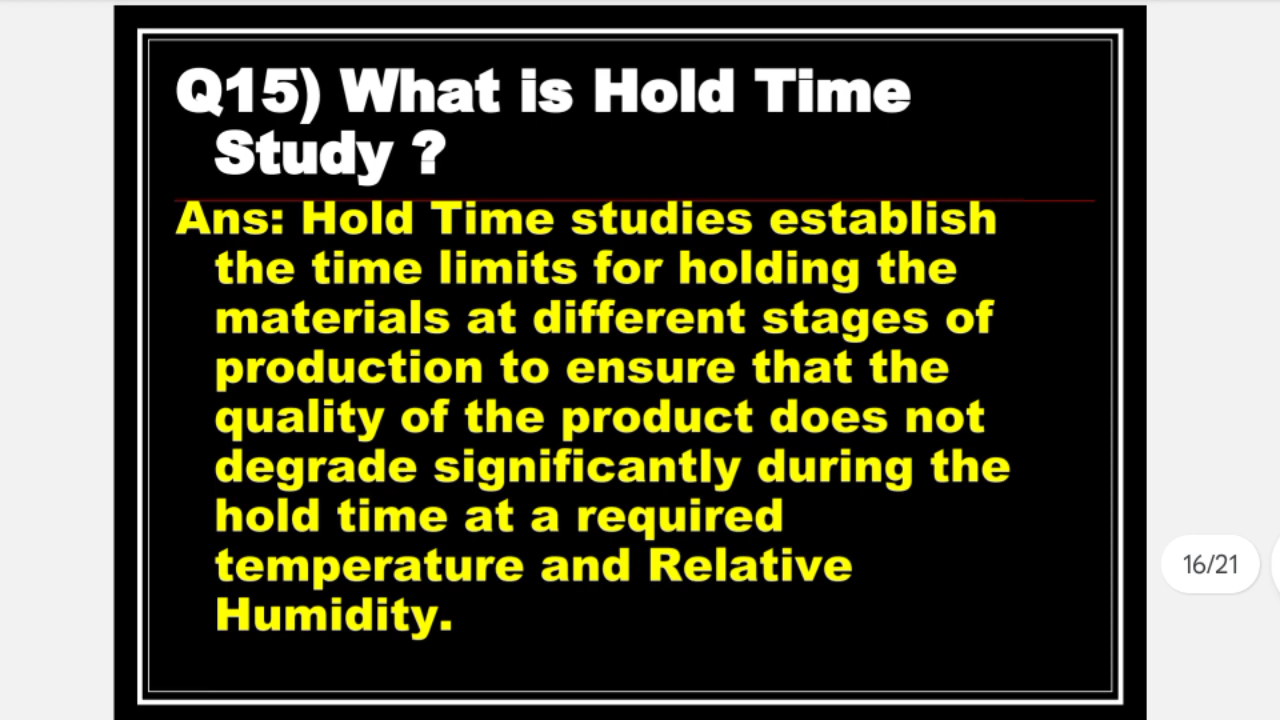 Q15) What is Hold Time
Study ?
Ans: Hold Time studies establish
the time limits for holding the
materials at different stages of
production to ensure that the
quality of the product does not
degrade significantly during the
hold time at a required
temperature and Relative
Humidity.
16/21